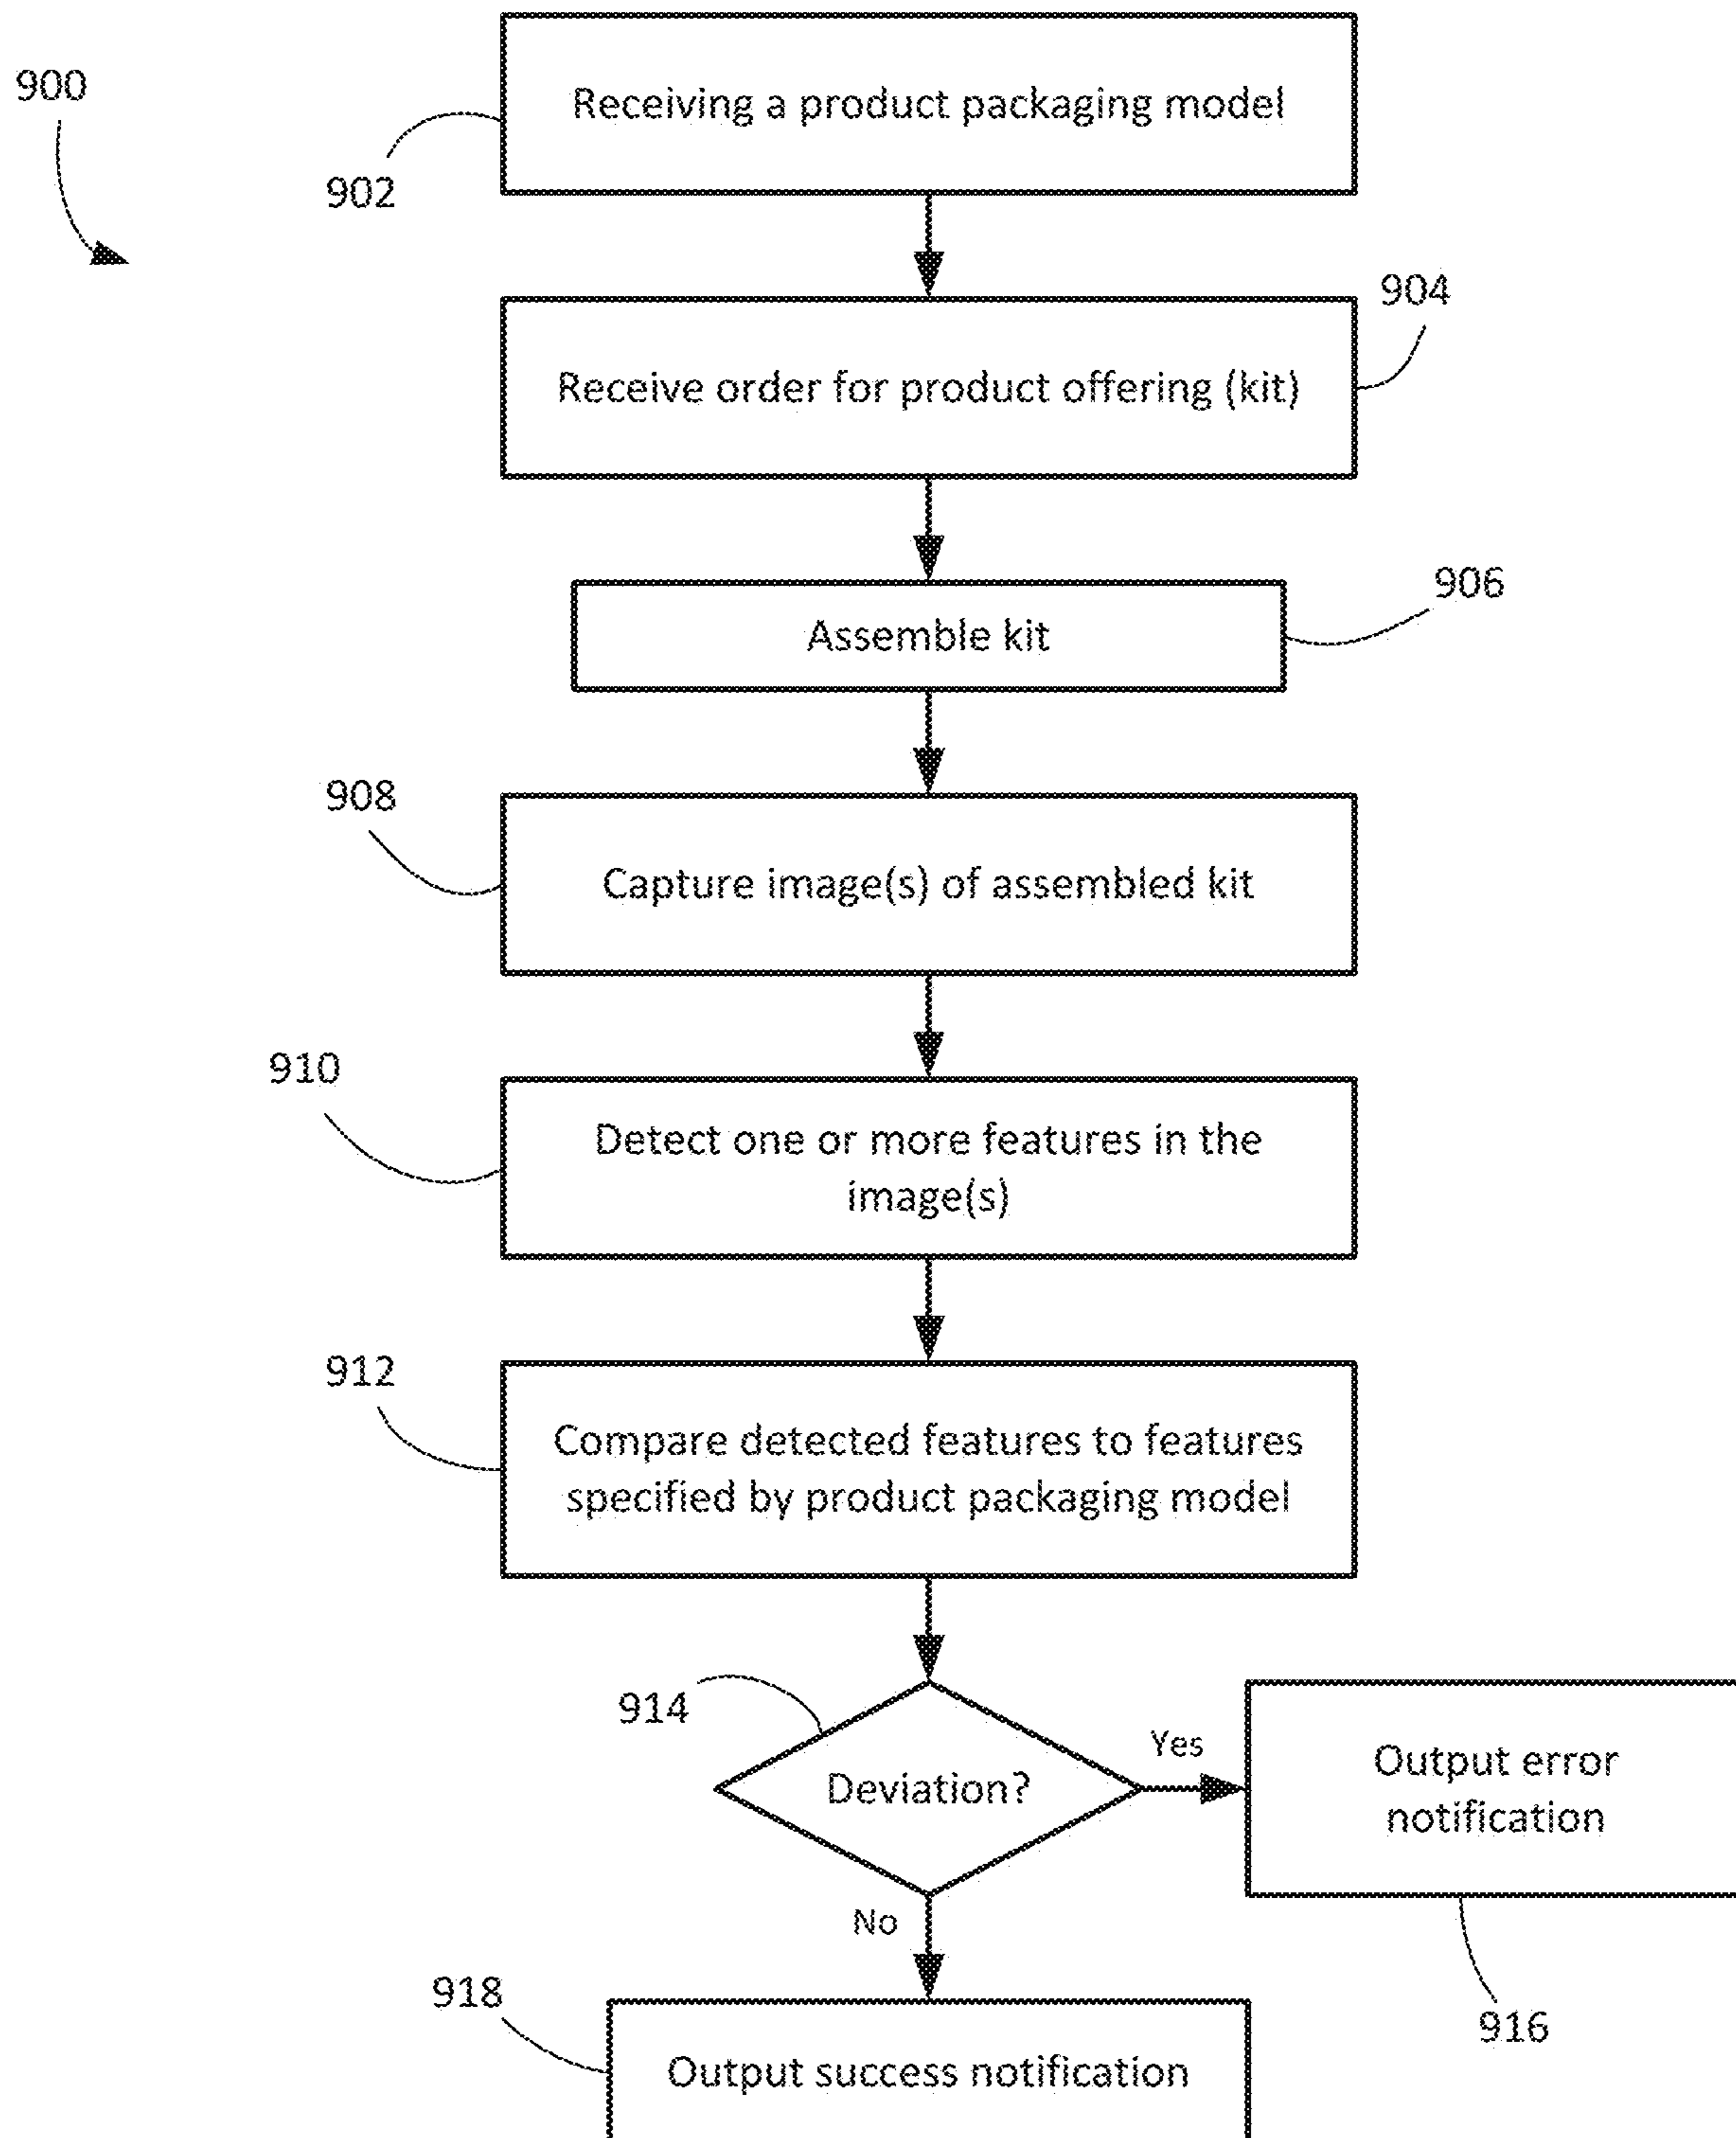 900
Receiving a product packaging model
902
904
Receive order for product offering (kit)
906
Assemble kit
908
Capture image(s) of assembled kit
910
Detect one or more features in the
image(s)
912
Compare detected features to features
specified by product packaging model
914
Deviation?
Yes
Output error
notification
No
916
918
Output success notification